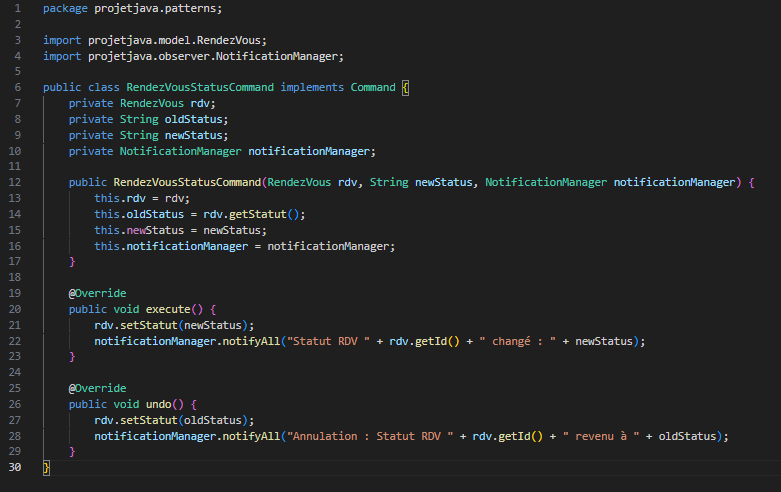 1 package projetjava.patterns;
2
3 import projetjava.model.RendezVous;
4 import projetjava.observer.NotificationManager;
5
6 public class RendezVousStatusCommand implements Command {
7     private RendezVous rdv;
8     private String oldStatus;
9     private String newStatus;
10     private NotificationManager notificationManager;
11
12     public RendezVousStatusCommand(RendezVous rdv, String newStatus, NotificationManager notificationManager) {
13         this.rdv = rdv;
14         this.oldStatus = rdv.getStatut();
15         this.newStatus = newStatus;
16         this.notificationManager = notificationManager;
17     }
18
19     @Override
20     public void execute() {
21         rdv.setStatut(newStatus);
22         notificationManager.notifyAll("Statut RDV " + rdv.getId() + " changé : " + newStatus);
23     }
24
25     @Override
26     public void undo() {
27         rdv.setStatut(oldStatus);
28         notificationManager.notifyAll("Annulation : Statut RDV " + rdv.getId() + " revenu à " + oldStatus);
29     }
30 }